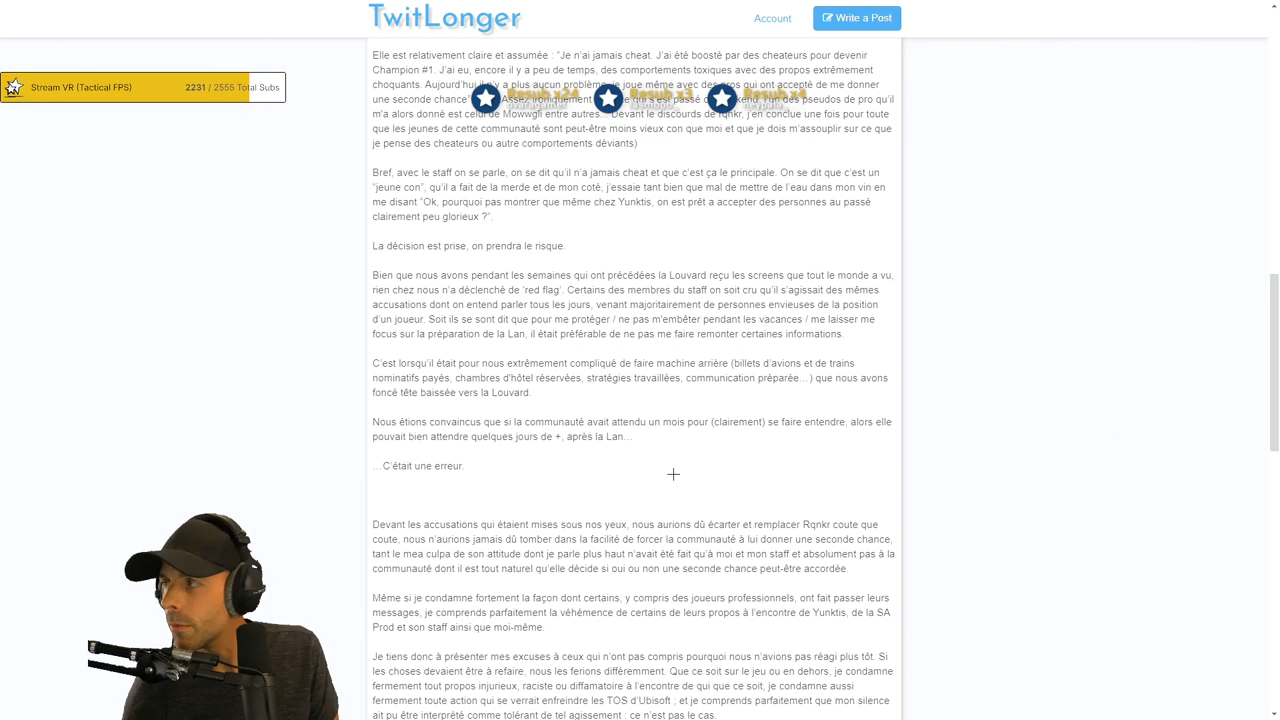 TwitLonger
Account
Write a Post
Elle est relativement claire et assumée : “Je n’ai jamais cheat. J’ai été boosté par des cheateurs pour devenir
Champion #1. J’ai eu, encore il y a peu de temps, des comportements toxiques avec des propos extrêmement
choquants. Aujourd’hui il n’y a plus aucun problème, je joue même avec des pros qui ont accepté de me donner
Stream VR (Tactical FPS) 2231 / 2555 Total Subs
Resub x24 Resub x3 Resub x4
une seconde chance” Assez ironiquement qui s’est passé l’un des pseudos de pro qu’il
m’a alors donné est celui de Mowwgli entre autres... Devant le discourds de rqnkr, j’en conclue une fois pour toute
que les jeunes de cette communauté sont peut-être moins vieux con que moi et que je dois m’assouplir sur ce que
je pense des cheateurs ou autre comportements déviants)
Bref, avec le staff on se parle, on se dit qu’il n’a jamais cheat et que c’est ça le principale. On se dit que c’est un
“jeune con”, qu’il a fait de la merde et de mon coté, j’essaie tant bien que mal de mettre de l’eau dans mon vin en
me disant “Ok, pourquoi pas montrer que même chez Yunktis, on est prêt a accepter des personnes au passé
clairement peu glorieux ?”.
La décision est prise, on prendra le risque.
Bien que nous avons pendant les semaines qui ont précédées la Louvard reçu les screens que tout le monde a vu,
rien chez nous n’a déclenché de ‘red flag’. Certains des membres du staff on soit cru qu’il s’agissait des mêmes
accusations dont on entend parler tous les jours, venant majoritairement de personnes envieuses de la position
d’un joueur. Soit ils se sont dit que pour me protéger / ne pas m’embêter pendant les vacances / me laisser me
focus sur la préparation de la Lan, il était préférable de ne pas me faire remonter certaines informations.
C’est lorsqu’il était pour nous extrêmement compliqué de faire machine arrière (billets d’avions et de trains
nominatifs payés, chambres d’hôtel réservées, stratégies travaillées, communication préparée…) que nous avons
foncé tête baissée vers la Louvard.
Nous étions convaincus que si la communauté avait attendu un mois pour (clairement) se faire entendre, alors elle
pouvait bien attendre quelques jours de +, après la Lan…
…C’était une erreur.
Devant les accusations qui étaient mises sous nos yeux, nous aurions dû écarter et remplacer Rqnkr coute que
coute, nous n’aurions jamais dû tomber dans la facilité de forcer la communauté à lui donner une seconde chance,
tant le mea culpa de son attitude dont je parle plus haut n’avait été fait qu’à moi et mon staff et absolument pas à la
communauté dont il est tout naturel qu’elle décide si oui ou non une seconde chance peut-être accordée.
Même si je condamne fortement la façon dont certains, y compris des joueurs professionnels, ont fait passer leurs
messages, je comprends parfaitement la véhémence de certains de leurs propos à l’encontre de Yunktis, de la SA
Prod et son staff ainsi que moi-même.
Je tiens donc à présenter mes excuses à ceux qui n’ont pas compris pourquoi nous n’avions pas réagi plus tôt. Si
les choses devaient être à refaire, nous les ferions différemment. Que ce soit sur le jeu ou en dehors, je condamne
fermement tout propos injurieux, raciste ou diffamatoire à l’encontre de qui que ce soit, je condamne aussi
fermement toute action qui se verrait enfreindre les TOS d’Ubisoft ; et je comprends parfaitement que mon silence
ait pu être interprété comme tolérant de tel agissement : ce n’est pas le cas.